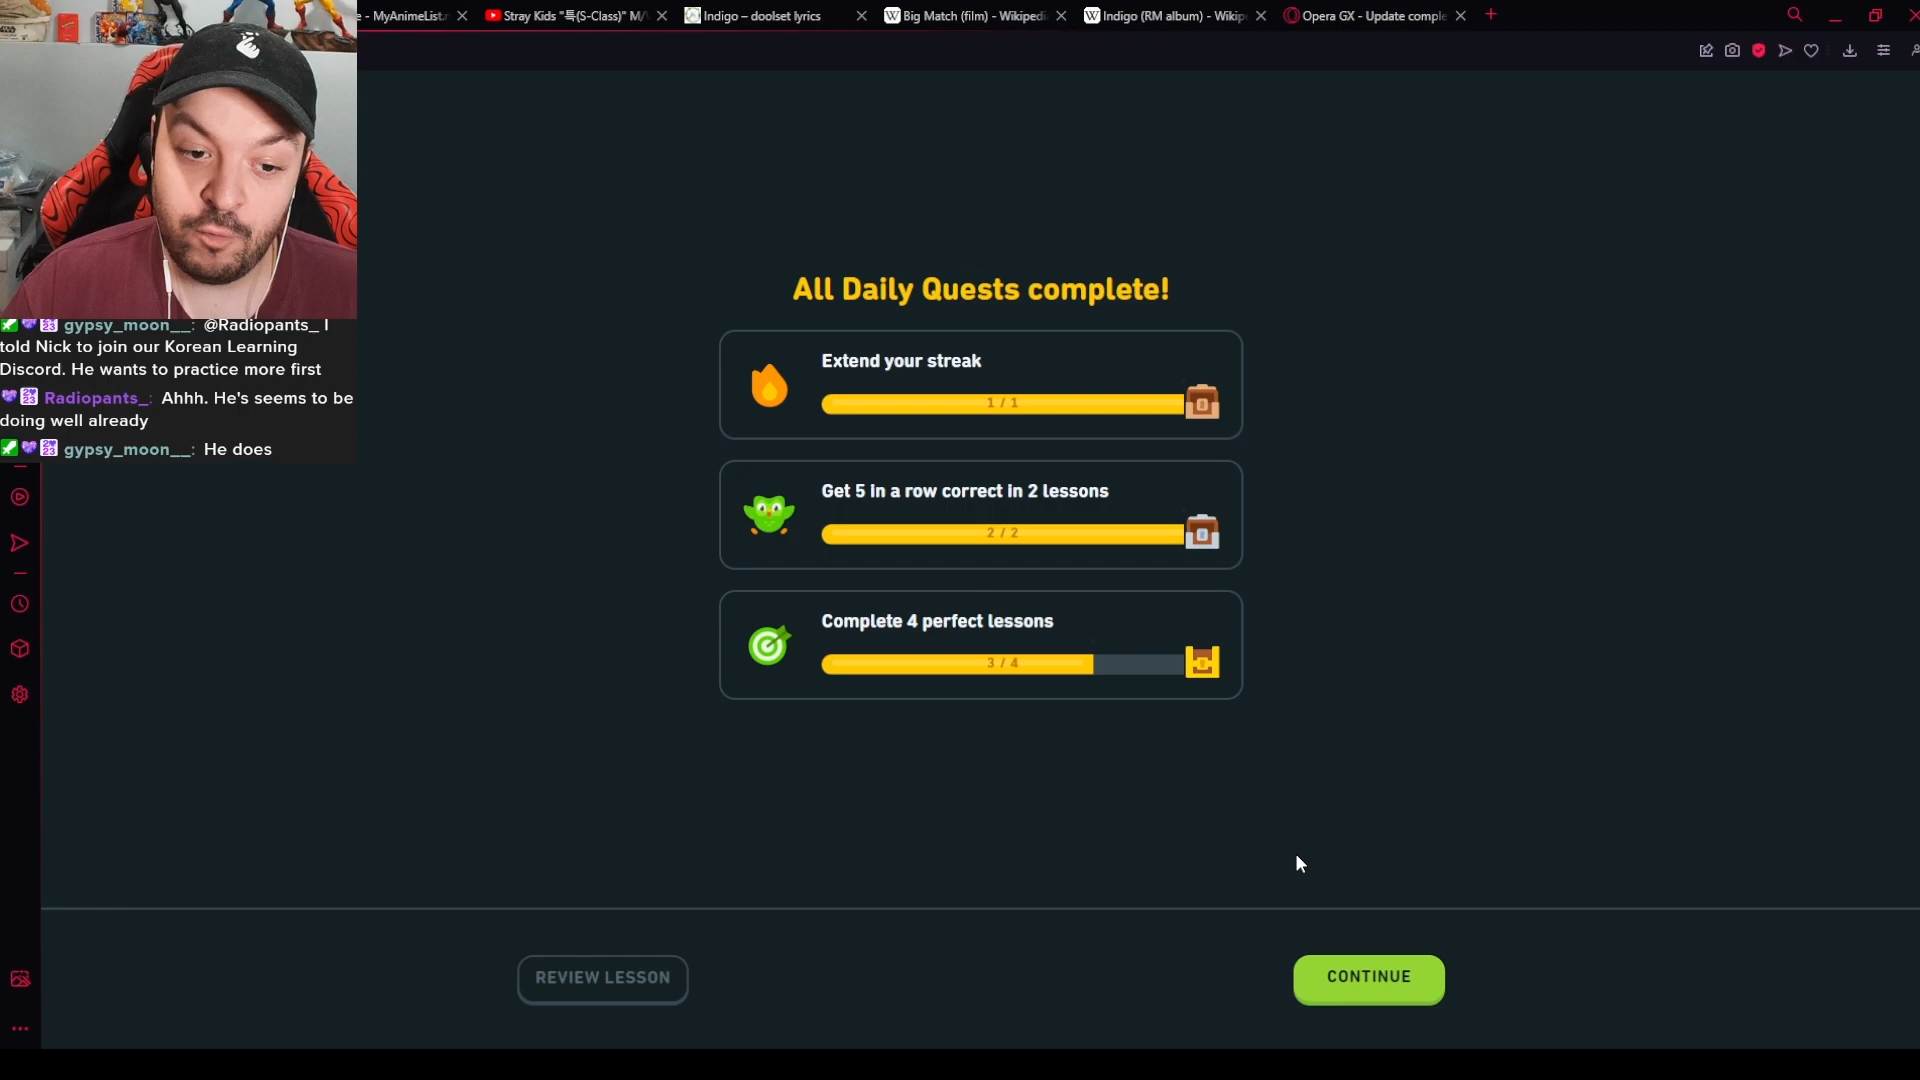 e - MyAnimeList.n
Stray Kids "특(S-Class)" M/V
Indigo – doolset lyrics
Big Match (film) - Wikipedi
Indigo (RM album) - Wikip
Opera GX - Update comple
gypsy_moon__: @Radiopants_ I
told Nick to join our Korean Learning
Discord. He wants to practice more first
Radiopants_: Ahhh. He's seems to be
doing well already
gypsy_moon__: He does
All Daily Quests complete!
Extend your streak
1 / 1
Get 5 in a row correct in 2 lessons
2 / 2
Complete 4 perfect lessons
3 / 4
REVIEW LESSON
CONTINUE